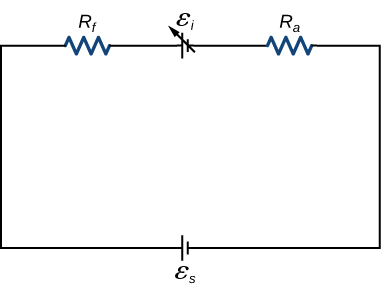 R_f ℰ_i R_a
ℰ_s